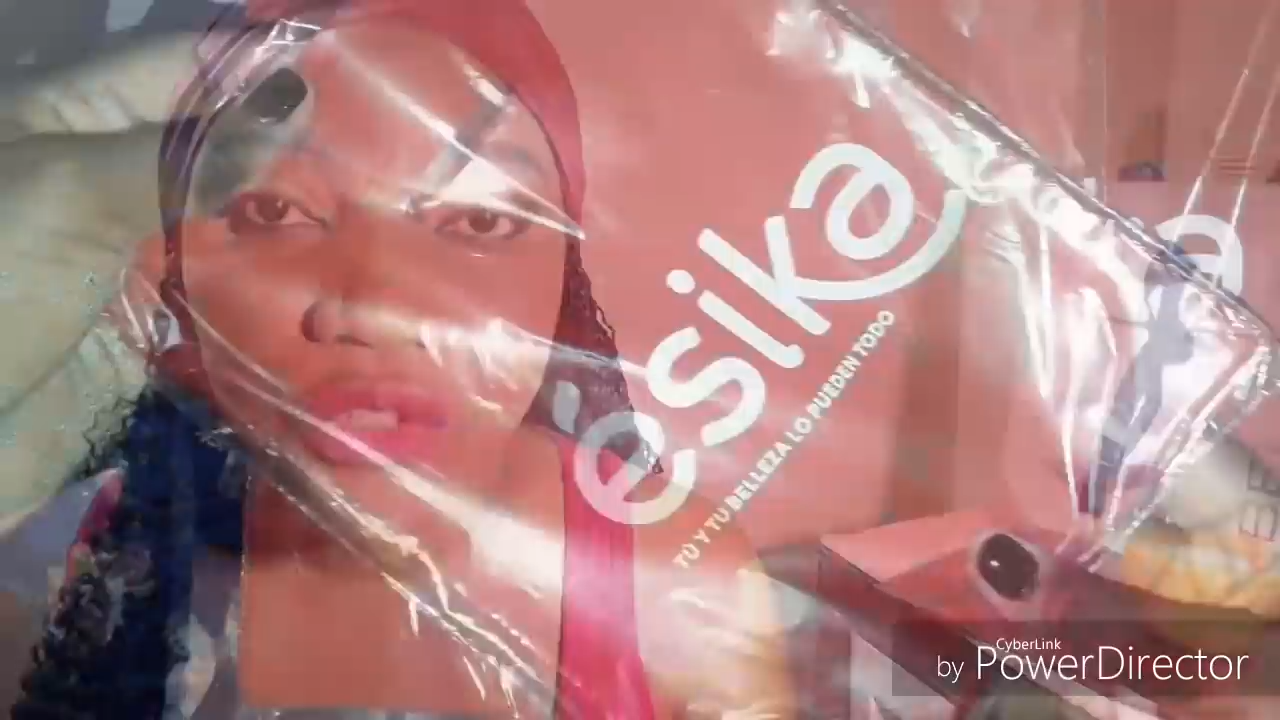 ésika
TÚ Y TU BELLEZA LO PUEDEN TODO
a
CyberLink
by PowerDirector